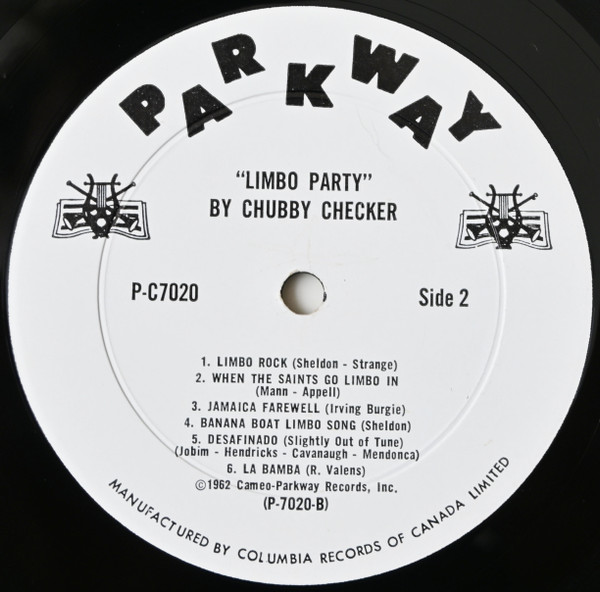 PARKWAY
"LIMBO PARTY"
BY CHUBBY CHECKER
P-C7020
Side 2
1. LIMBO ROCK (Sheldon - Strange)
2. WHEN THE SAINTS GO LIMBO IN
(Mann - Appell)
3. JAMAICA FAREWELL (Irving Burgie)
4. BANANA BOAT LIMBO SONG (Sheldon)
5. DESAFINADO (Slightly Out of Tune)
(Jobim - Hendricks - Cavanaugh - Mendonca)
6. LA BAMBA (R. Valens)
©1962 Cameo-Parkway Records, Inc.
(P-7020-B)
MANUFACTURED BY COLUMBIA RECORDS OF CANADA LIMITED